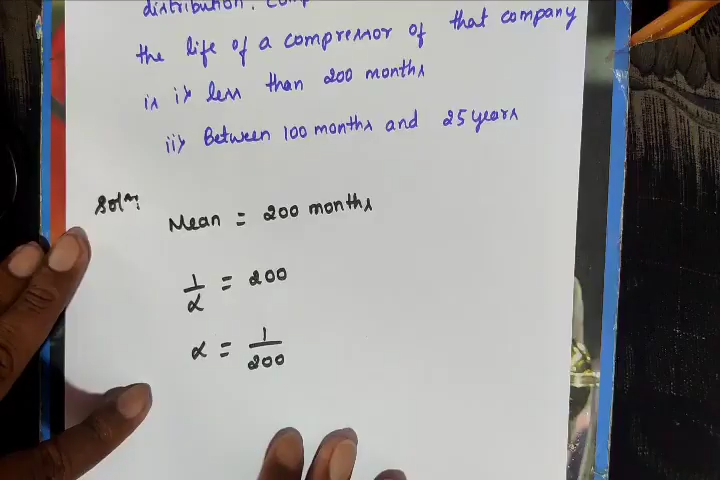 distribution.
the life of a compressor of that company
is i) less than 200 months
ii) Between 100 months and 25 years
Soln:
Mean = 200 months
1/α = 200
α = 1/200